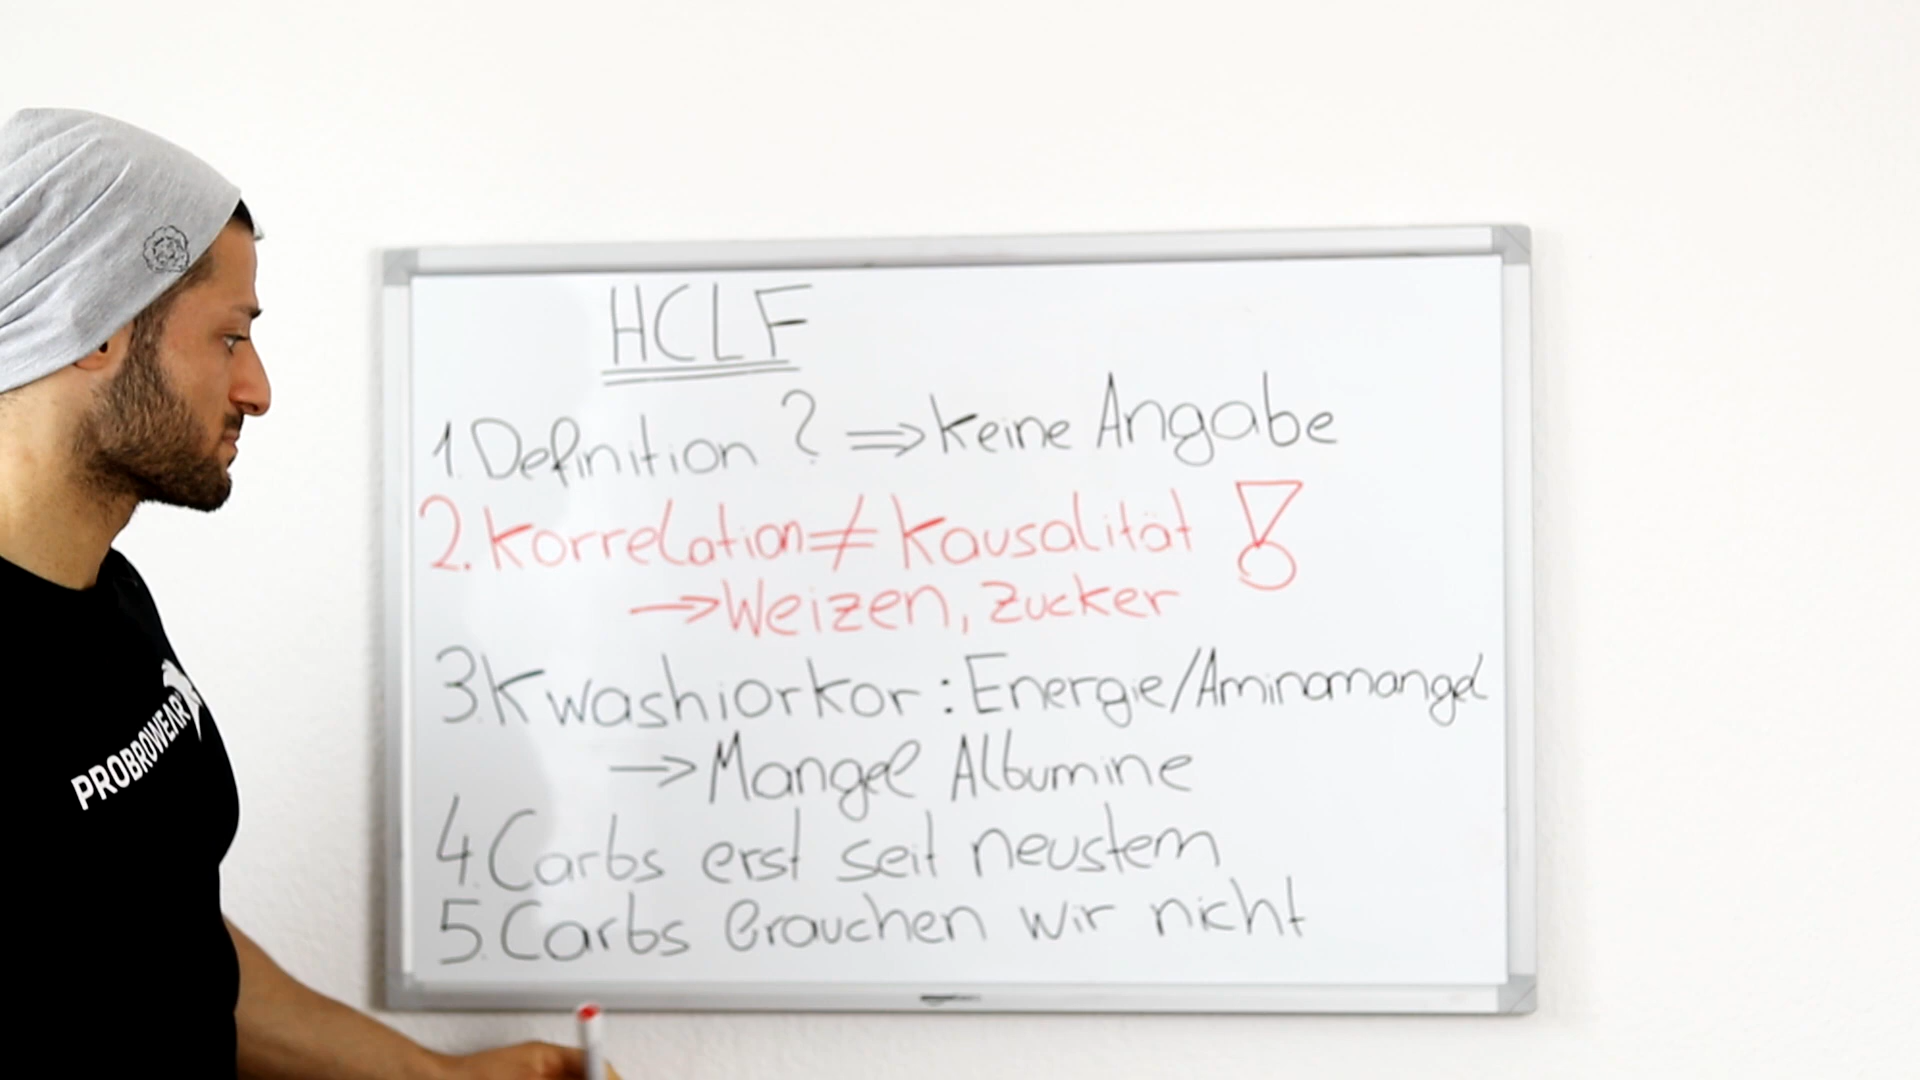 HCLF
1. Definition ? ⇒ Keine Angabe
2. Korrelation ≠ Kausalität !
→ Weizen, Zucker
3. Kwashiorkor : Energie/Aminomangel
→ Mangel Albumine
4. Carbs erst seit neustem
5. Carbs brauchen wir nicht
PROBROWEAR